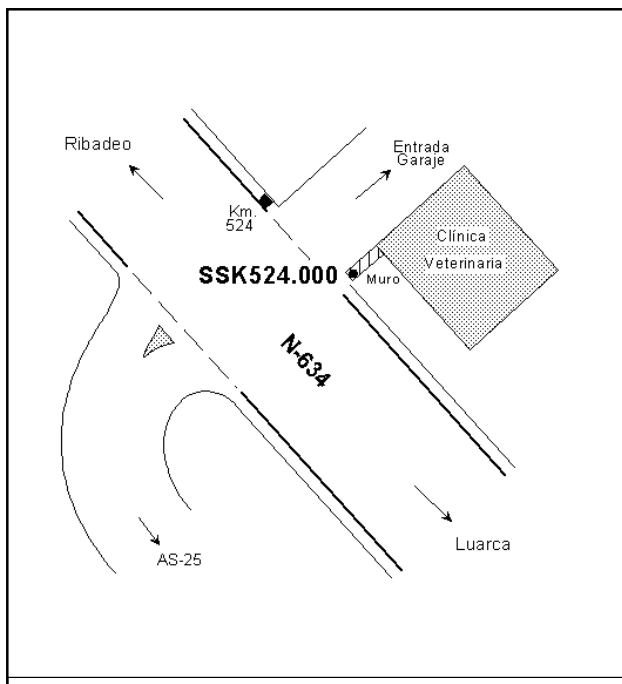 Ribadeo
Entrada
Garaje
Km.
524
Clínica
Veterinaria
SSK524.000
Muro
N-634
Luarca
AS-25